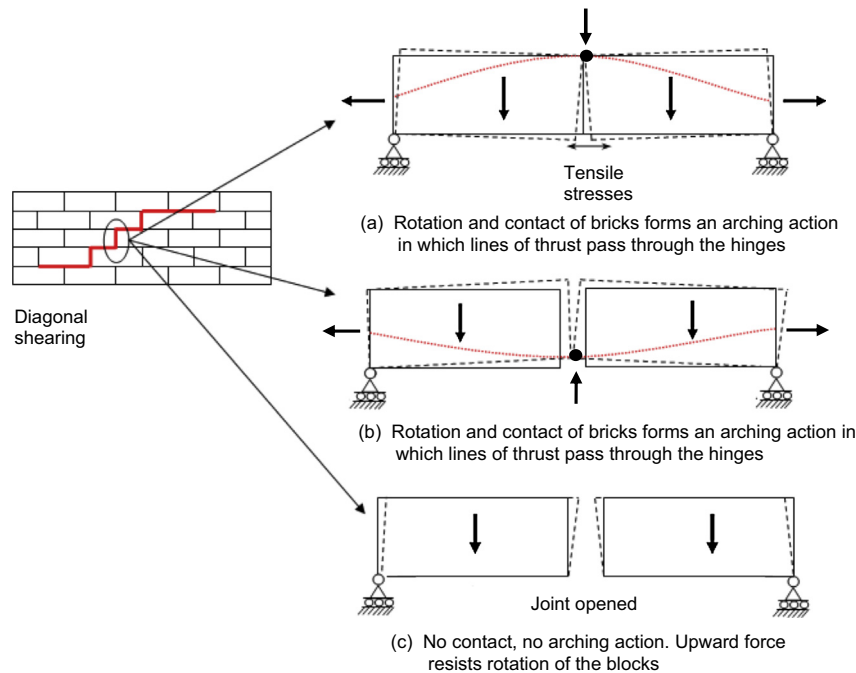 Tensile
stresses
(a) Rotation and contact of bricks forms an arching action
in which lines of thrust pass through the hinges
Diagonal
shearing
(b) Rotation and contact of bricks forms an arching action in
which lines of thrust pass through the hinges
Joint opened
(c) No contact, no arching action. Upward force
resists rotation of the blocks